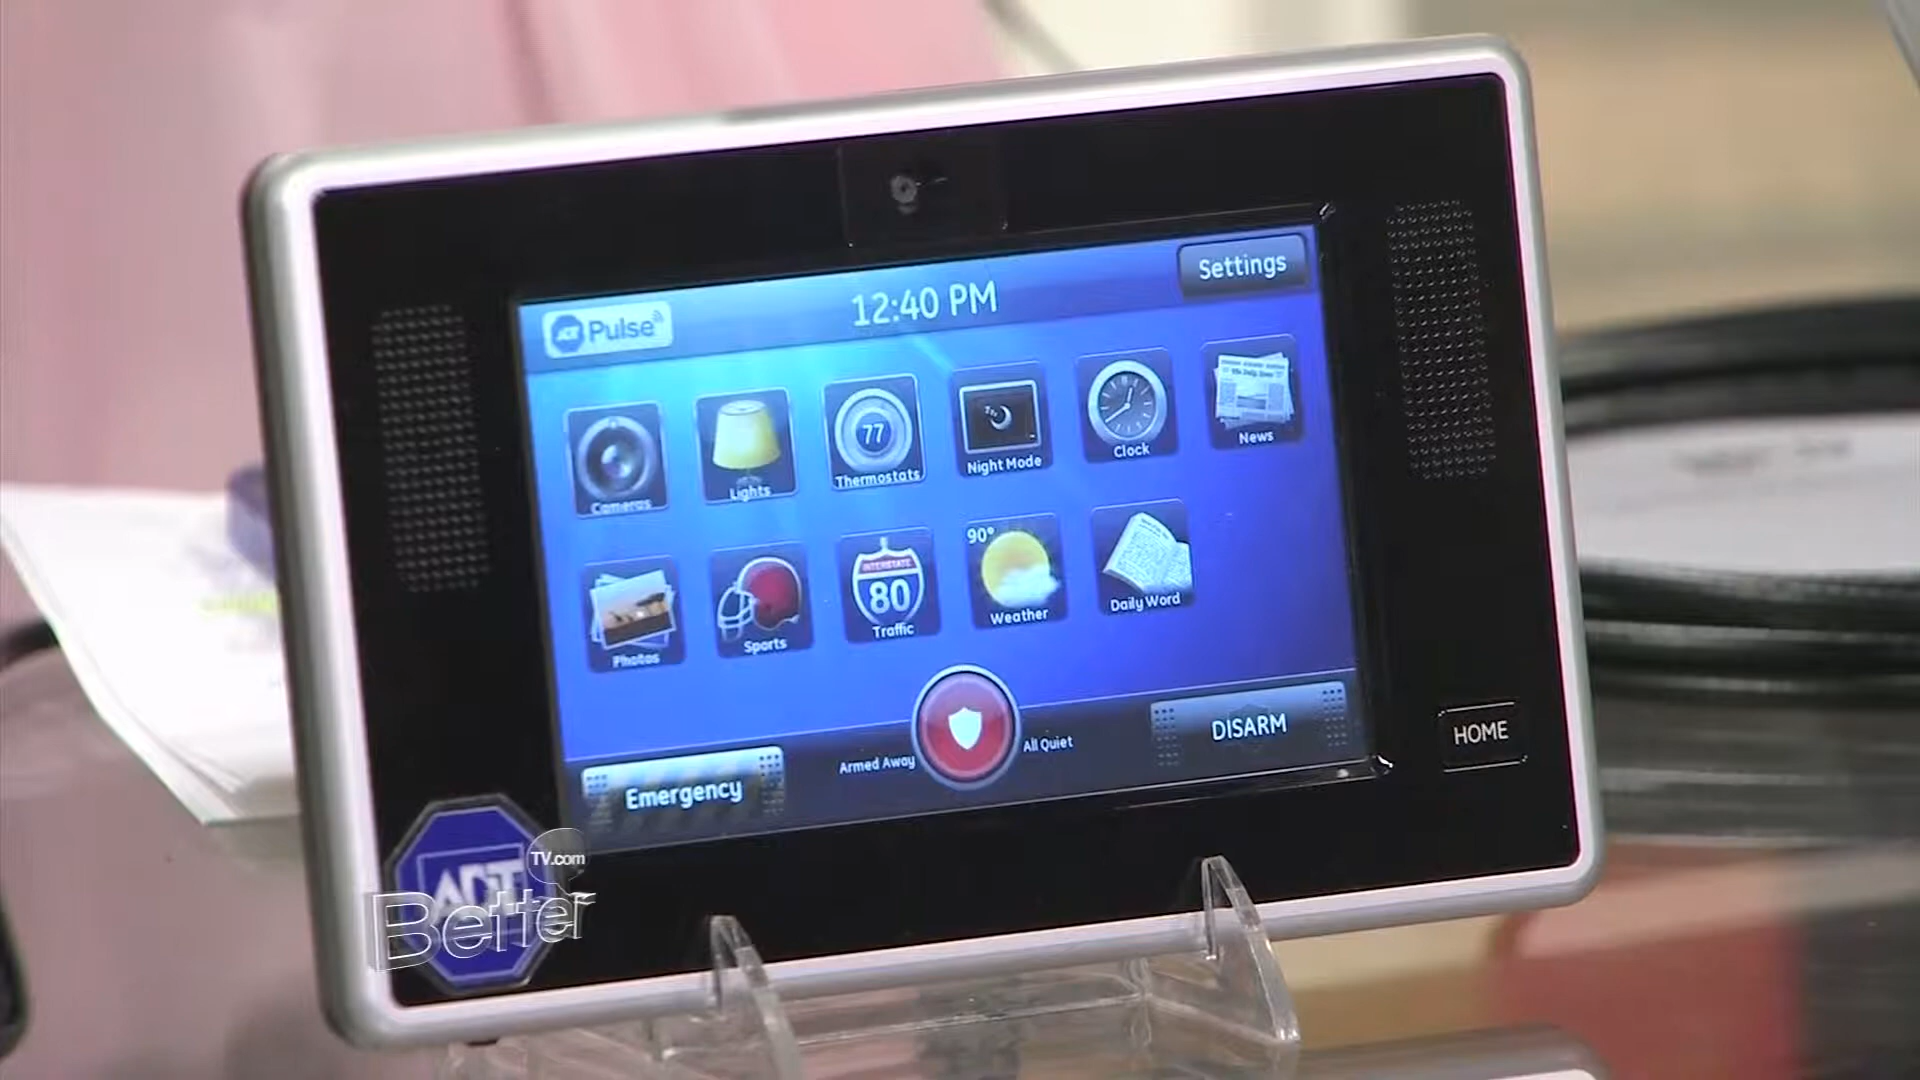 Settings
12:40 PM
ADT Pulse
Cameras
Lights
77
Thermostats
Night Mode
Clock
News
Photos
Sports
INTERSTATE
80
Traffic
90°
Weather
Daily Word
Armed Away
All Quiet
Emergency
DISARM
HOME
ADT
TV.com
Better